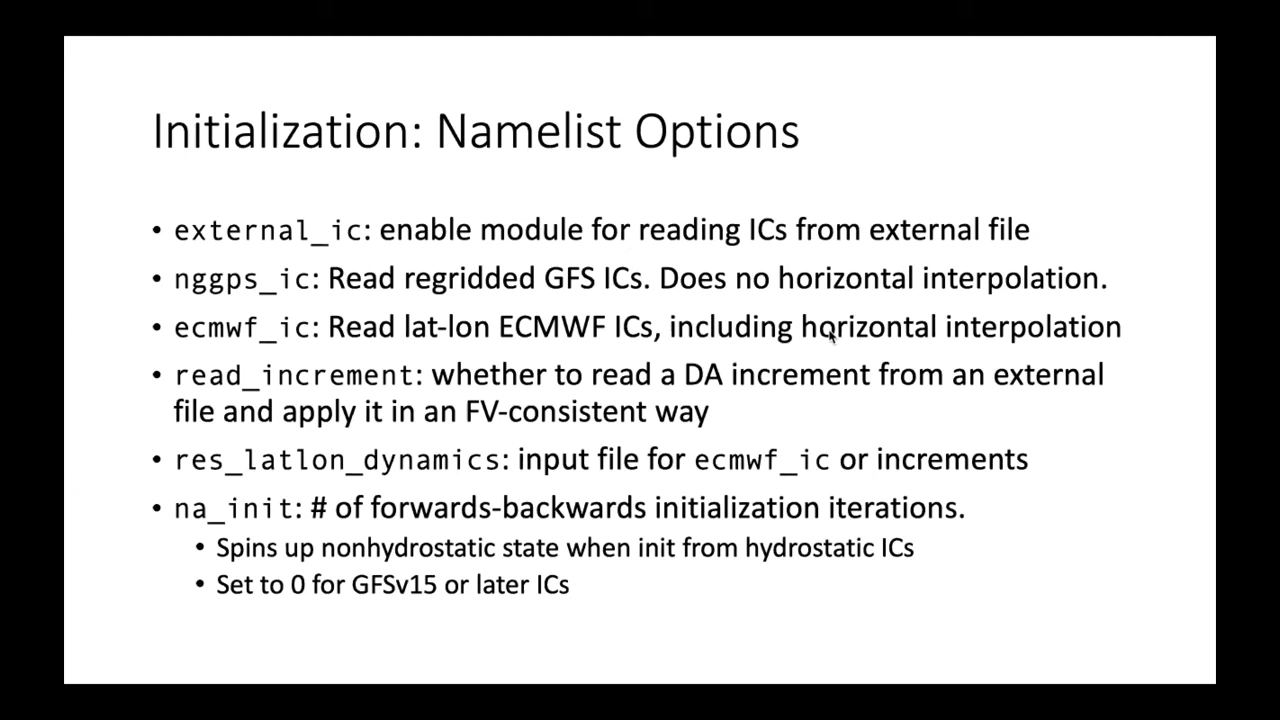 Initialization: Namelist Options
• external_ic: enable module for reading ICs from external file
• nggps_ic: Read regridded GFS ICs. Does no horizontal interpolation.
• ecmwf_ic: Read lat-lon ECMWF ICs, including horizontal interpolation
• read_increment: whether to read a DA increment from an external
file and apply it in an FV-consistent way
• res_latlon_dynamics: input file for ecmwf_ic or increments
• na_init: # of forwards-backwards initialization iterations.
• Spins up nonhydrostatic state when init from hydrostatic ICs
• Set to 0 for GFSv15 or later ICs